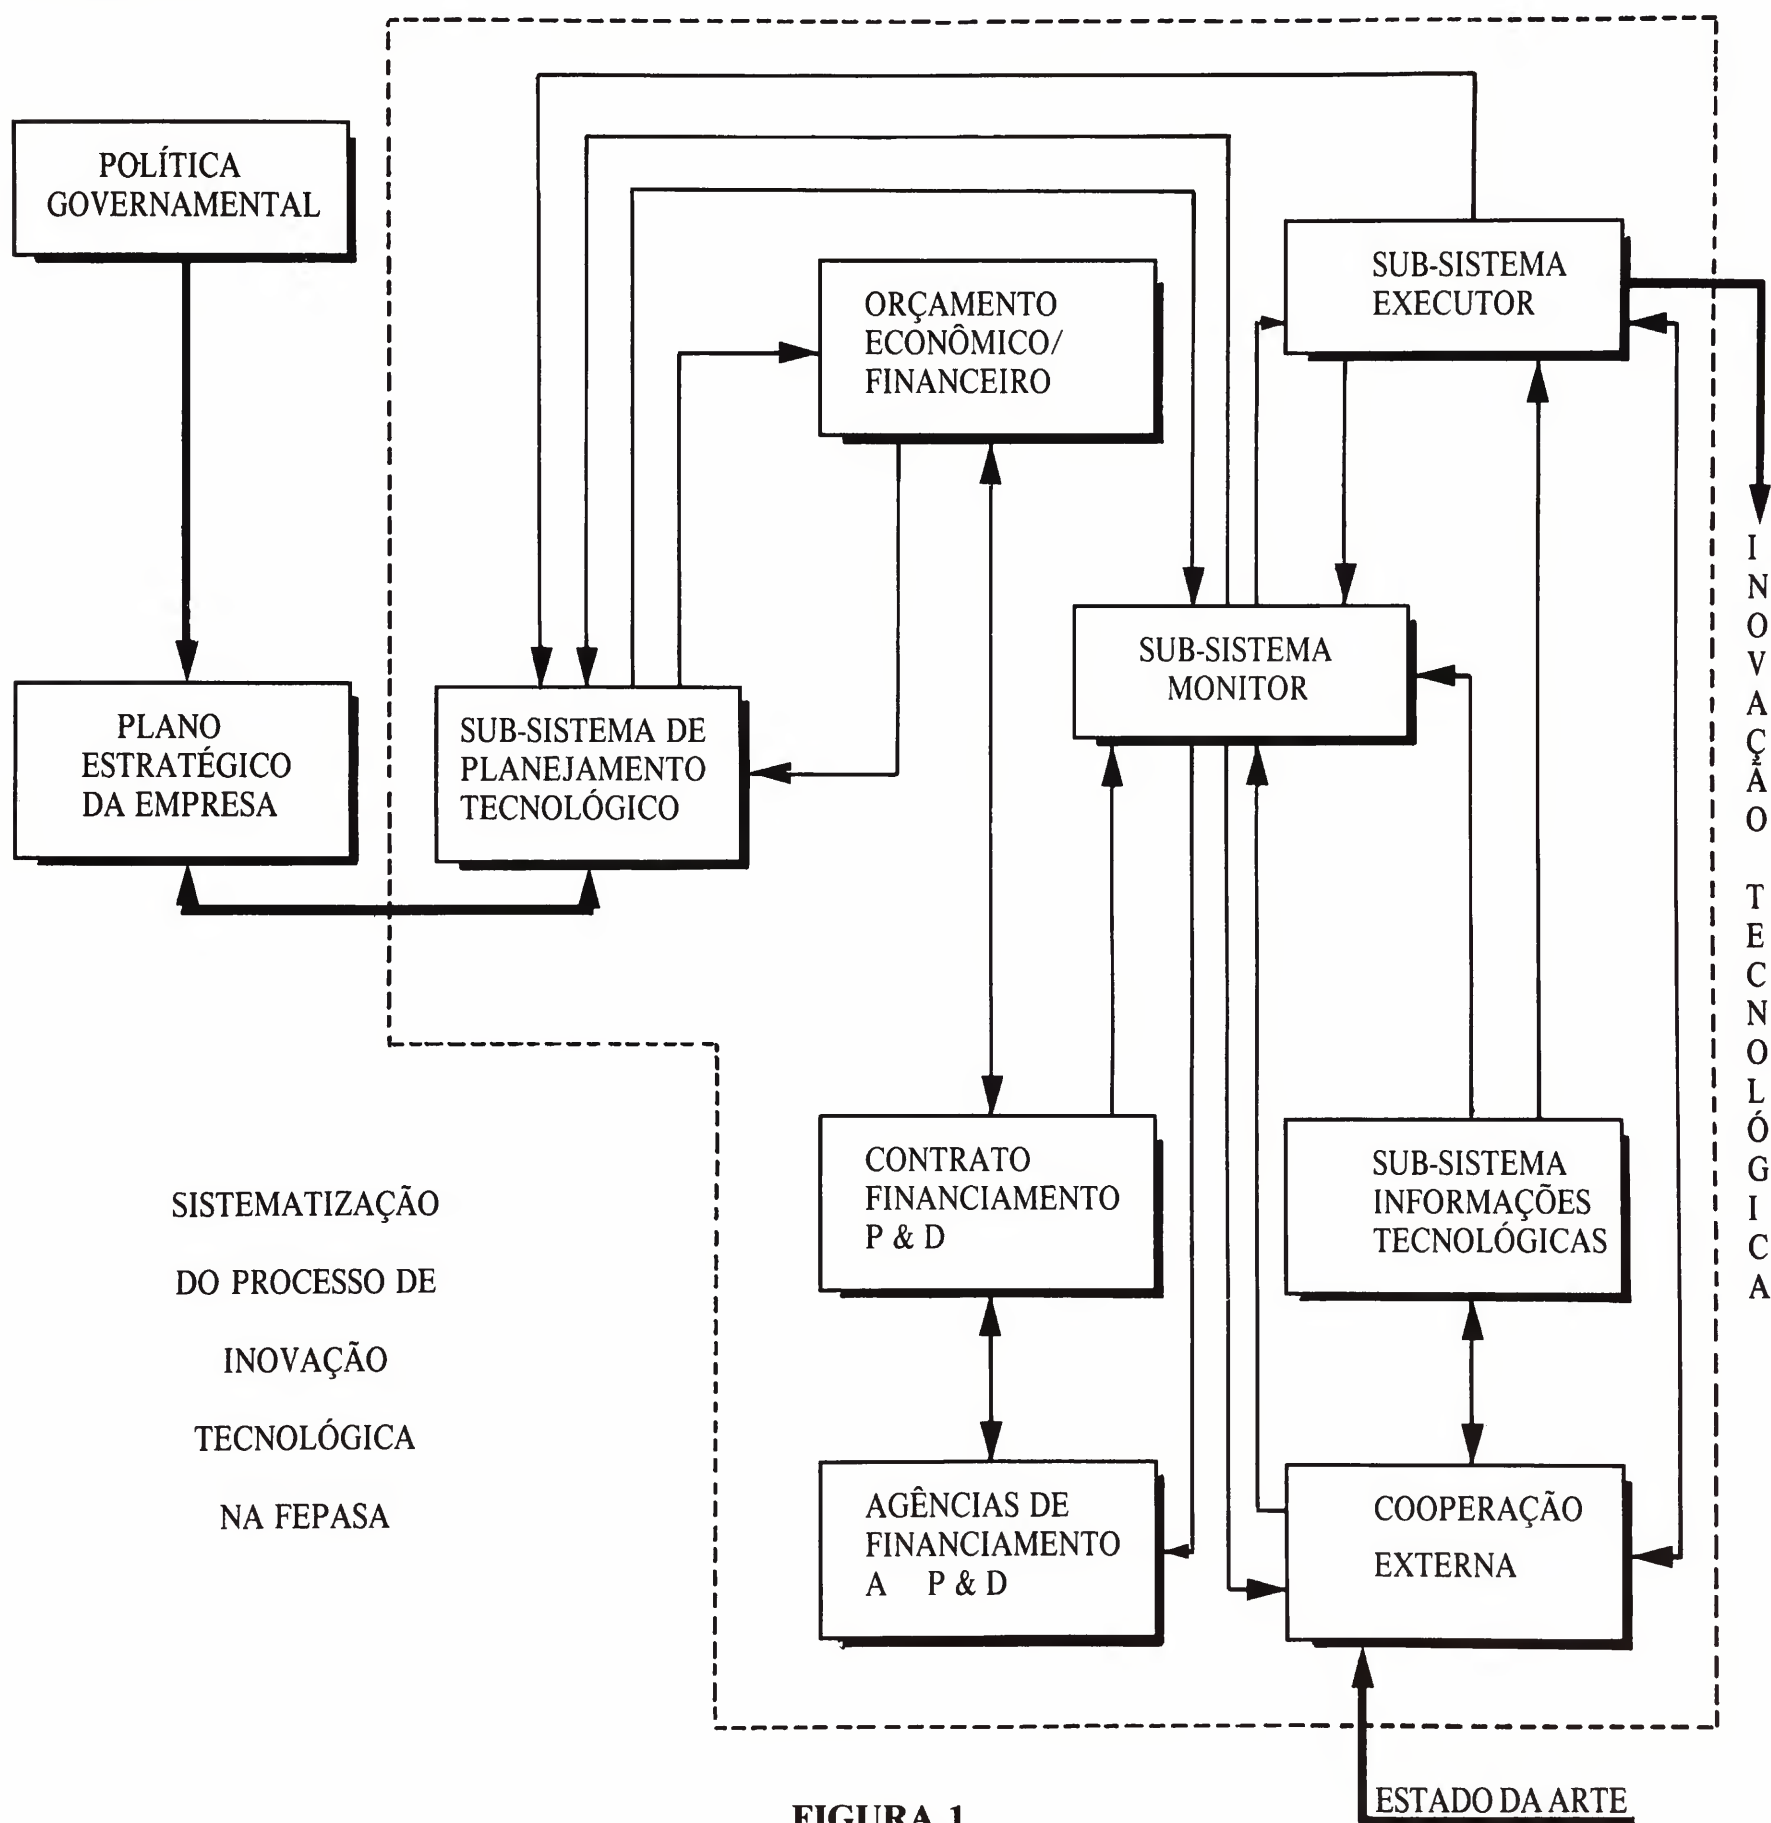 POLÍTICA
GOVERNAMENTAL
PLANO
ESTRATÉGICO
DA EMPRESA
SUB-SISTEMA DE
PLANEJAMENTO
TECNOLÓGICO
ORÇAMENTO
ECONÔMICO/
FINANCEIRO
SUB-SISTEMA
EXECUTOR
SUB-SISTEMA
MONITOR
CONTRATO
FINANCIAMENTO
P & D
SUB-SISTEMA
INFORMAÇÕES
TECNOLÓGICAS
AGÊNCIAS DE
FINANCIAMENTO
A P & D
COOPERAÇÃO
EXTERNA
INOVAÇÃO TECNOLÓGICA
SISTEMATIZAÇÃO
DO PROCESSO DE
INOVAÇÃO
TECNOLÓGICA
NA FEPASA
ESTADO DA ARTE
FIGURA 1